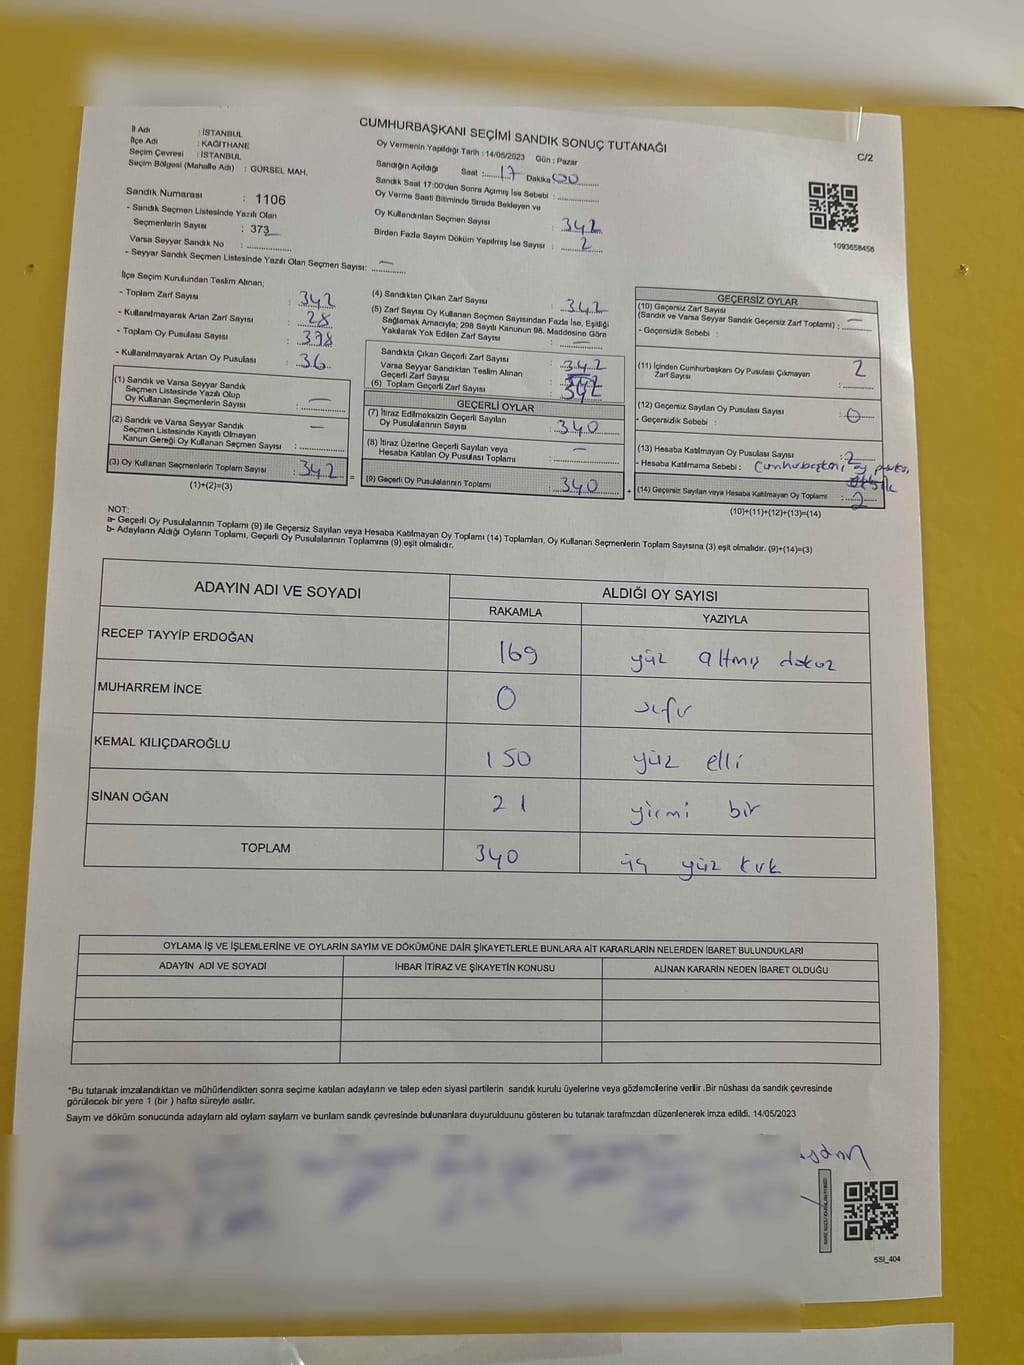 CUMHURBAŞKANI SEÇİMİ SANDIK SONUÇ TUTANAĞI
C/2
İl Adı : İSTANBUL
İlçe Adı : KAĞITHANE
Seçim Çevresi : İSTANBUL
Seçim Bölgesi (Mahalle Adı) : GÜRSEL MAH.
Sandık Numarası : 1106
- Sandık Seçmen Listesinde Yazılı Olan
Seçmenlerin Sayısı : 373
Varsa Seyyar Sandık No :
- Seyyar Sandık Seçmen Listesinde Yazılı Olan Seçmen Sayısı: —
Oy Vermenin Yapıldığı Tarih : 14/05/2023 Gün : Pazar
Sandığın Açıldığı Saat : 17 Dakika 00
Sandık Saat 17:00'den Sonra Açımış İse Sebebi :
Oy Verme Saati Bitiminde Sırada Bekleyen ve
Oy Kullandırılan Seçmen Sayısı 342
Birden Fazla Sayım Döküm Yapılmış İse Sayısı : 2
1093658456
İlçe Seçim Kurulundan Teslim Alınan;
- Toplam Zarf Sayısı : 342
- Kullanılmayarak Artan Zarf Sayısı : 28
- Toplam Oy Pusulası Sayısı : 398
- Kullanılmayarak Artan Oy Pusulası : 36
(1) Sandık ve Varsa Seyyar Sandık
Seçmen Listesinde Yazılı Olup
Oy Kullanan Seçmenlerin Sayısı : —
(2) Sandık ve Varsa Seyyar Sandık
Seçmen Listesinde Kayıtlı Olmayan
Kanun Gereği Oy Kullanan Seçmen Sayısı : —
(3) Oy Kullanan Seçmenlerin Toplam Sayısı : 342
(1)+(2)=(3)
(4) Sandıktan Çıkan Zarf Sayısı : 342
(5) Zarf Sayısı Oy Kullanan Seçmen Sayısından Fazla İse, Eşitliği
Sağlamak Amacıyla; 298 Sayılı Kanunun 98. Maddesine Göre
Yakılarak Yok Edilen Zarf Sayısı : —
Sandıkta Çıkan Geçerli Zarf Sayısı : 342
Varsa Seyyar Sandıktan Teslim Alınan
Geçerli Zarf Sayısı
(6) Toplam Geçerli Zarf Sayısı : 342
GEÇERLİ OYLAR
(7) İtiraz Edilmeksizin Geçerli Sayılan
Oy Pusulalarının Sayısı : 340
(8) İtiraz Üzerine Geçerli Sayılan veya
Hesaba Katılan Oy Pusulası Toplamı : —
(9) Geçerli Oy Pusulalarının Toplamı : 340
GEÇERSİZ OYLAR
(10) Geçersiz Zarf Sayısı
(Sandık ve Varsa Seyyar Sandık Geçersiz Zarf Toplamı) : —
- Geçersizlik Sebebi :
(11) İçinden Cumhurbaşkanı Oy Pusulası Çıkmayan
Zarf Sayısı : 2
(12) Geçersiz Sayılan Oy Pusulası Sayısı : 0
- Geçersizlik Sebebi :
(13) Hesaba Katılmayan Oy Pusulası Sayısı : 2
- Hesaba Katılmama Sebebi : Cumhurbaşkanı oy
(14) Geçersiz Sayılan veya Hesaba Katılmayan Oy Toplamı : 2
(10)+(11)+(12)+(13)=(14)
NOT:
a- Geçerli Oy Pusulalarının Toplamı (9) ile Geçersiz Sayılan veya Hesaba Katılmayan Oy Toplamı (14) Toplamları, Oy Kullanan Seçmenlerin Toplam Sayısına (3) eşit olmalıdır. (9)+(14)=(3)
b- Adayların Aldığı Oyların Toplamı, Geçerli Oy Pusulalarının Toplamına (9) eşit olmalıdır.
ADAYIN ADI VE SOYADI ALDIĞI OY SAYISI
RAKAMLA YAZIYLA
RECEP TAYYİP ERDOĞAN 169 yüz altmış dokuz
MUHARREM İNCE 0 sıfır
KEMAL KILIÇDAROĞLU 150 yüz elli
SİNAN OĞAN 21 yirmi bir
TOPLAM 340 üç yüz kırk
OYLAMA İŞ VE İŞLEMLERİNE VE OYLARIN SAYIM VE DÖKÜMÜNE DAİR ŞİKAYETLERLE BUNLARA AİT KARARLARIN NELERDEN İBARET BULUNDUKLARI
ADAYIN ADI VE SOYADI İHBAR İTİRAZ VE ŞİKAYETİN KONUSU ALINAN KARARIN NEDEN İBARET OLDUĞU
*Bu tutanak imzalandıktan ve mühürlendikten sonra seçime katılan adayların ve talep eden siyasi partilerin sandık kurulu üyelerine veya gözlemcilerine verilir .Bir nüshası da sandık çevresinde
görülecek bir yere 1 (bir ) hafta süreyle asılır.
Sayım ve döküm sonucunda adayların ald oyların sayların ve bunların sandk çevresinde bulunanlara duyurulduunu gösteren bu tutanak tarafmzdan düzenlenerek imza edildi. 14/05/2023
SSI_404